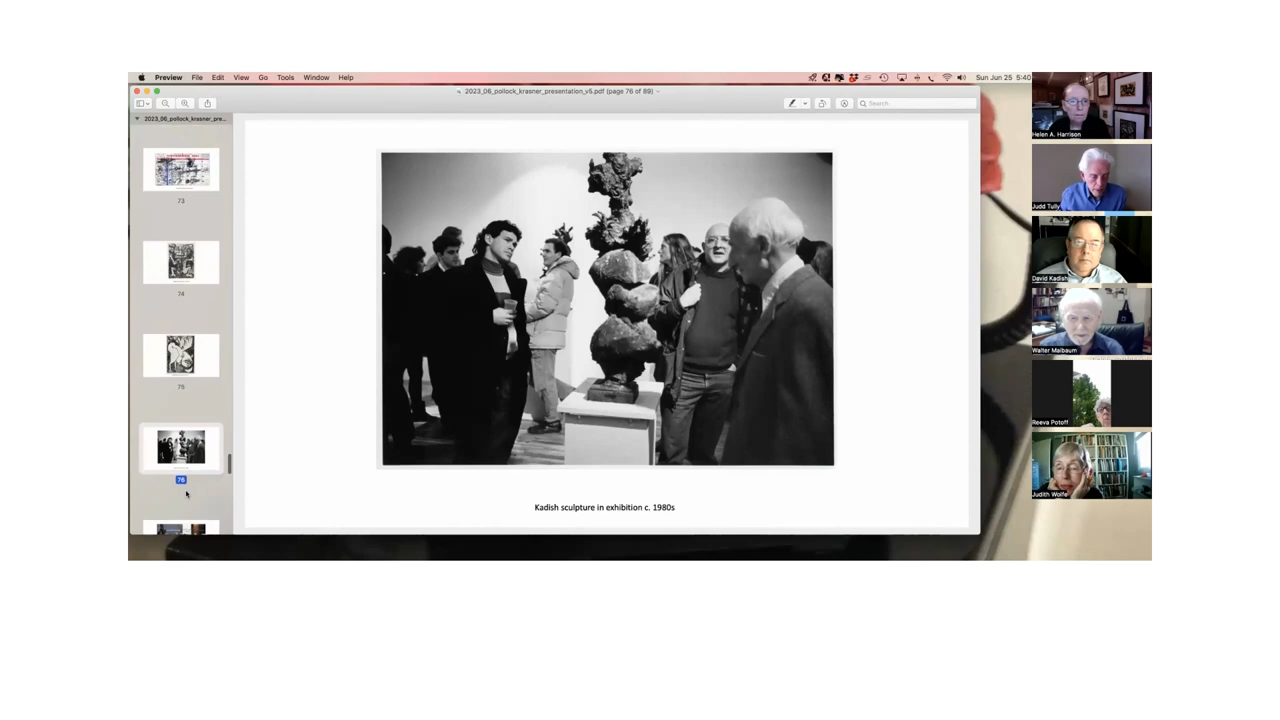 Preview File Edit View Go Tools Window Help
Sun Jun 25 5:40
2023_06_pollock_krasner_presentation_v5.pdf (page 76 of 89)
Search
2023_06_pollock_krasner_pre...
73
74
75
76
Kadish sculpture in exhibition c. 1980s
Helen A. Harrison
Judd Tully
David Kadish
Walter Maibaum
Reeva Potoff
Judith Wolfe